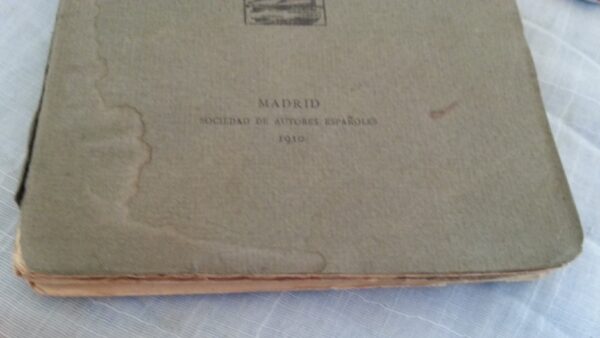 MADRID
SOCIEDAD DE AUTORES ESPAÑOLES
1910